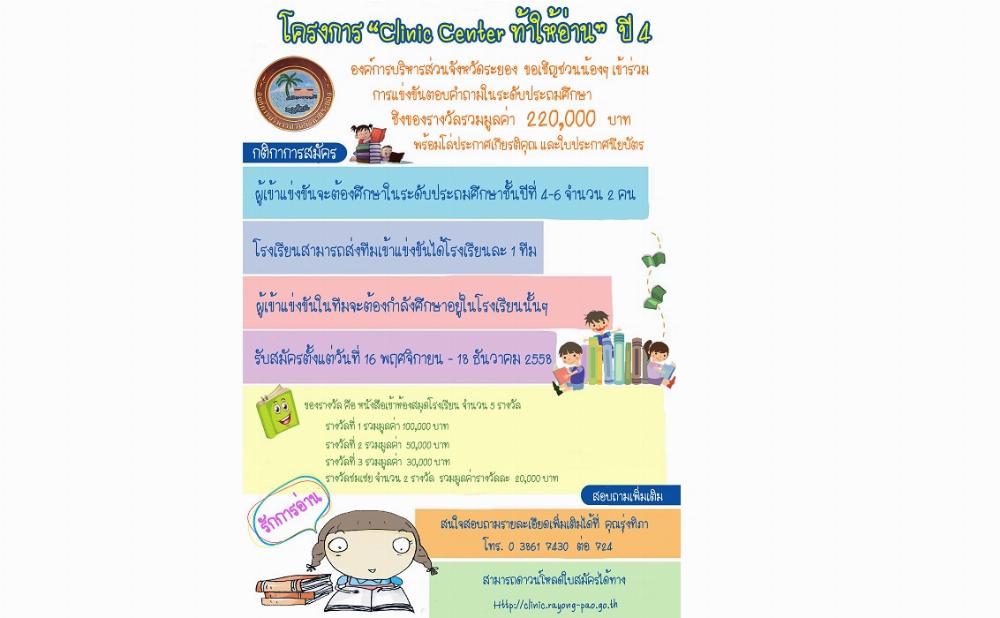 โครงการ “Clinic Center ท้าให้อ่าน” ปี 4
องค์การบริหารส่วนจังหวัดระยอง ขอเชิญชวนน้องๆ เข้าร่วม
การแข่งขันตอบคำถามในระดับประถมศึกษา
ชิงของรางวัลรวมมูลค่า 220,000 บาท
พร้อมโล่ประกาศเกียรติคุณ และใบประกาศนียบัตร
กติกาการสมัคร
ผู้เข้าแข่งขันจะต้องศึกษาในระดับประถมศึกษาชั้นปีที่ 4-6 จำนวน 2 คน
โรงเรียนสามารถส่งทีมเข้าแข่งขันได้โรงเรียนละ 1 ทีม
ผู้เข้าแข่งขันในทีมจะต้องกำลังศึกษาอยู่ในโรงเรียนนั้นๆ
รับสมัครตั้งแต่วันที่ 16 พฤศจิกายน - 18 ธันวาคม 2558
ของรางวัล คือ หนังสือเข้าห้องสมุดโรงเรียน จำนวน 5 รางวัล
รางวัลที่ 1 รวมมูลค่า 100,000 บาท
รางวัลที่ 2 รวมมูลค่า 50,000 บาท
รางวัลที่ 3 รวมมูลค่า 30,000 บาท
รางวัลชมเชย จำนวน 2 รางวัล รวมมูลค่ารางวัลละ 20,000 บาท
รักการอ่าน
สอบถามเพิ่มเติม
สนใจสอบถามรายละเอียดเพิ่มเติมได้ที่ คุณรุ่งทิภา
โทร. 0 3861 7430 ต่อ 724
สามารถดาวน์โหลดใบสมัครได้ทาง
Http://clinic.rayong-pao.go.th